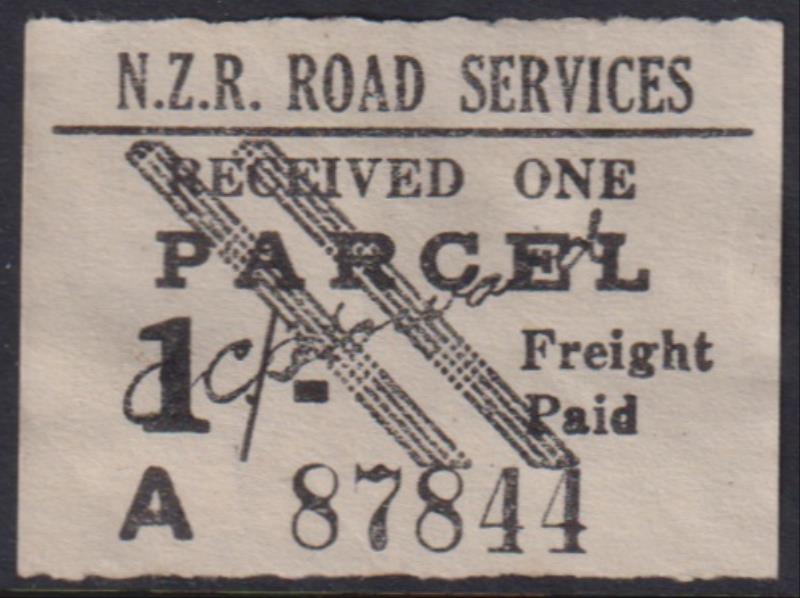 N.Z.R. ROAD SERVICES
RECEIVED ONE
PARCEL
1/-
Freight
Paid
A 87844